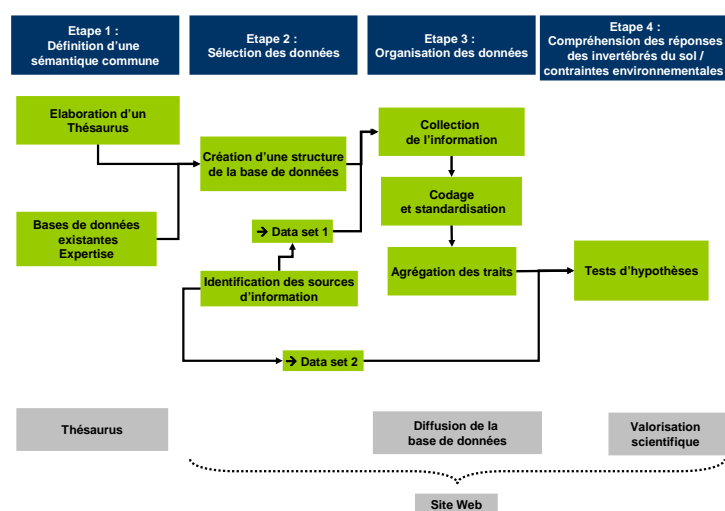 Etape 1 :
Définition d'une
sémantique commune
Etape 2 :
Sélection des données
Etape 3 :
Organisation des données
Etape 4 :
Compréhension des réponses
des invertébrés du sol /
contraintes environnementales
Elaboration d'un
Thésaurus
Bases de données
existantes
Expertise
Création d'une structure
de la base de données
→ Data set 1
Identification des sources
d'information
→ Data set 2
Collection
de l'information
Codage
et standardisation
Agrégation des traits
Tests d'hypothèses
Thésaurus
Diffusion de la
base de données
Valorisation
scientifique
Site Web